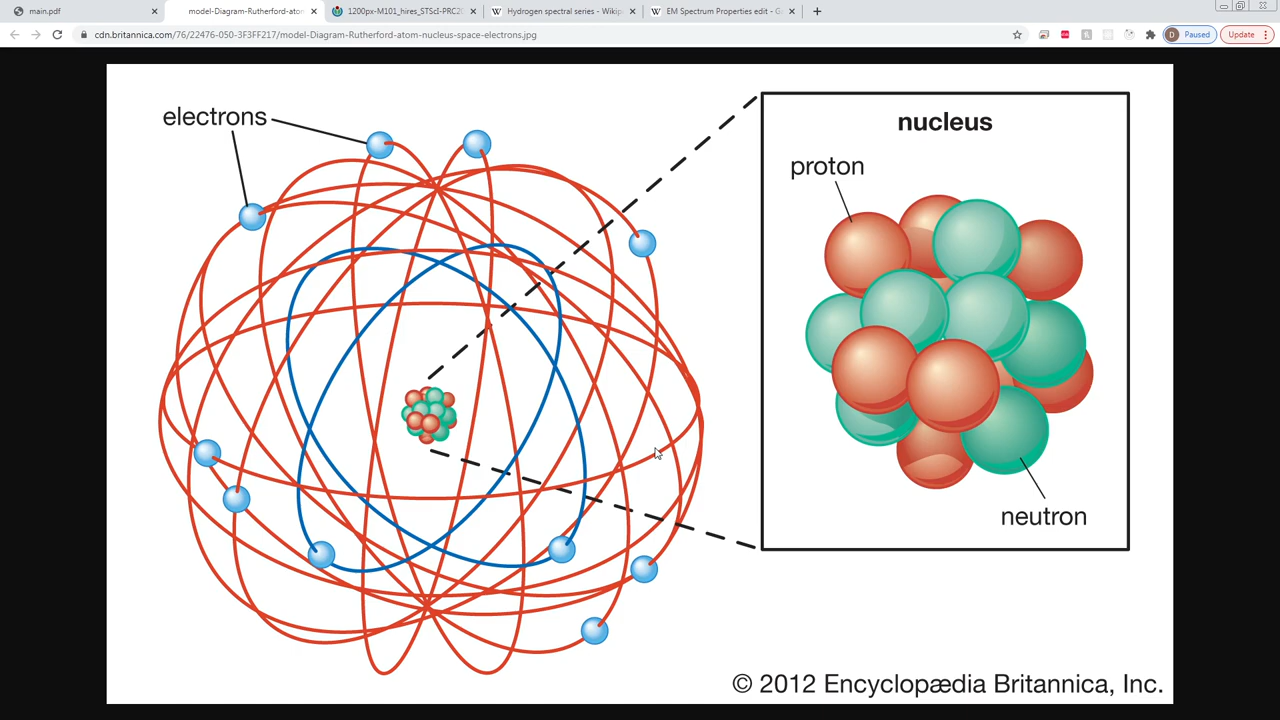 main.pdf
model-Diagram-Rutherford-ator
1200px-M101_hires_STScI-PRC20
Hydrogen spectral series - Wikip
EM Spectrum Properties edit - G
cdn.britannica.com/76/22476-050-3F3FF217/model-Diagram-Rutherford-atom-nucleus-space-electrons.jpg
D Paused
Update
electrons
nucleus
proton
neutron
© 2012 Encyclopædia Britannica, Inc.